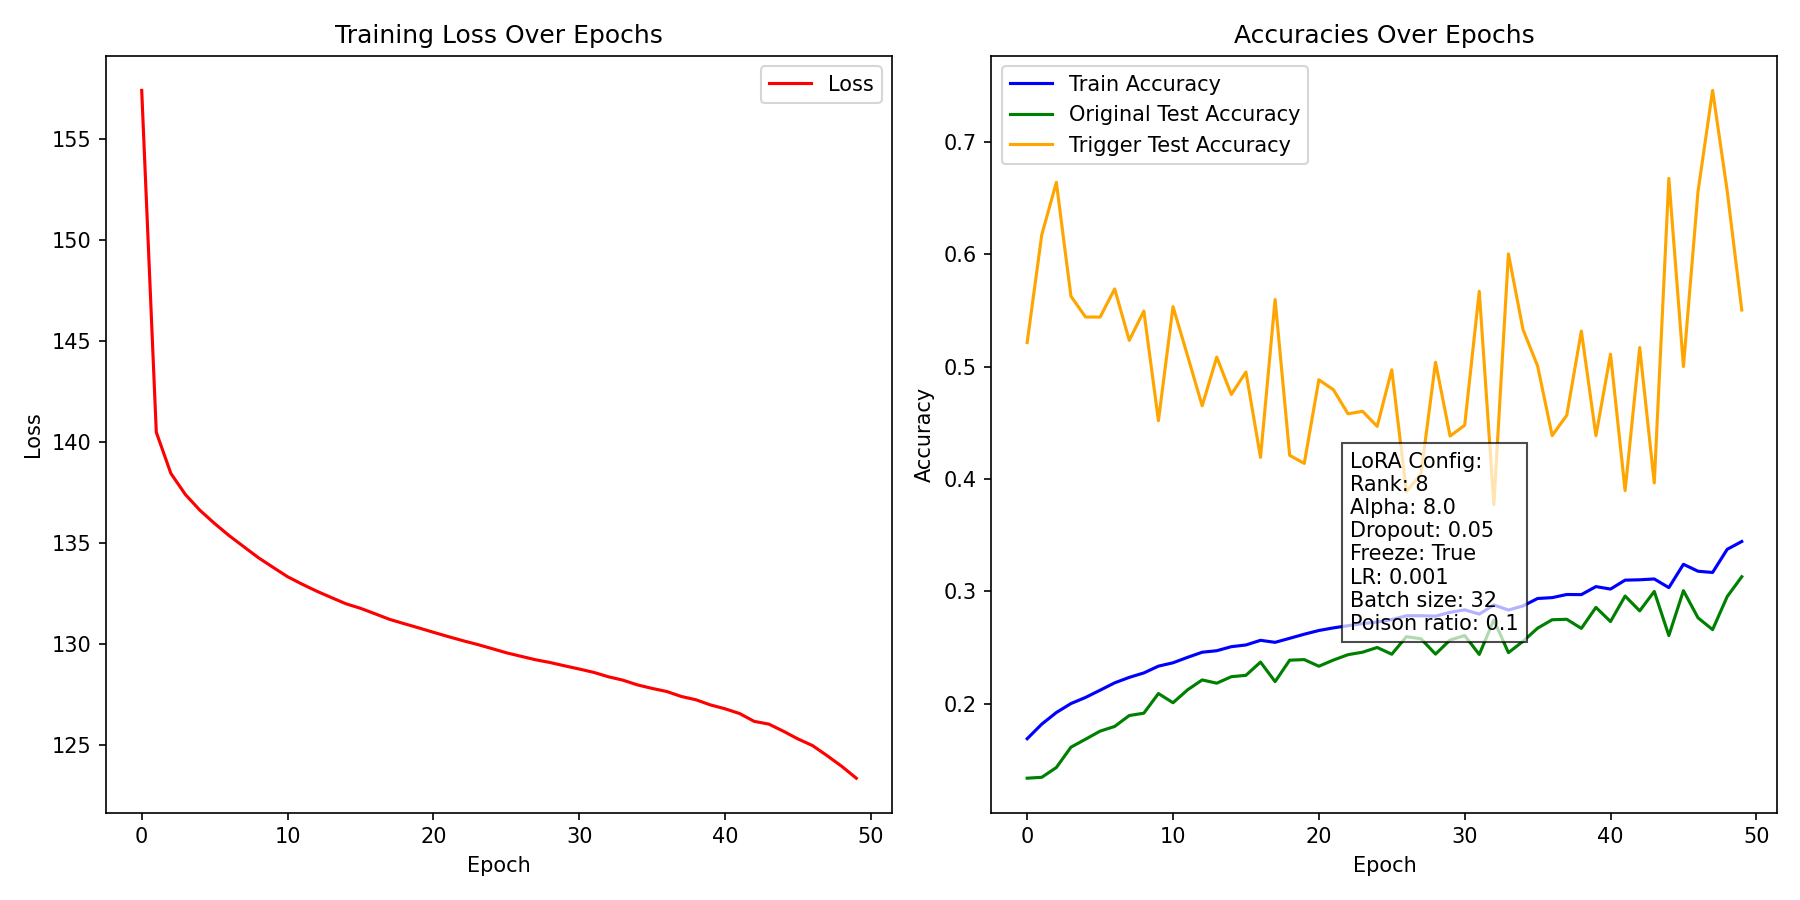 Training Loss Over Epochs
Loss
155
150
145
140
135
130
125
Loss
0 10 20 30 40 50
Epoch
Accuracies Over Epochs
Train Accuracy
Original Test Accuracy
Trigger Test Accuracy
0.7
0.6
0.5
0.4
0.3
0.2
Accuracy
LoRA Config:
Rank: 8
Alpha: 8.0
Dropout: 0.05
Freeze: True
LR: 0.001
Batch size: 32
Poison ratio: 0.1
0 10 20 30 40 50
Epoch